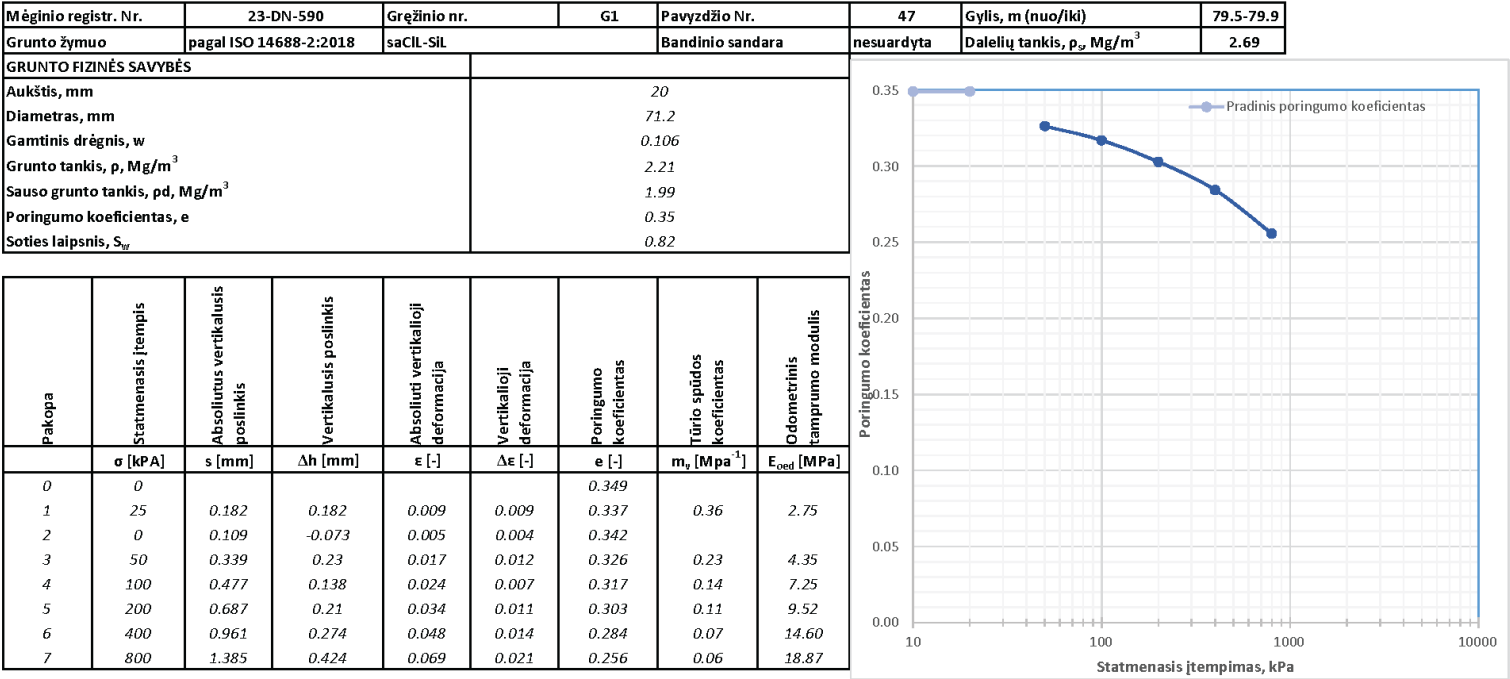 Mėginio registr. Nr. 23-DN-590 Gręžinio nr. G1 Pavyzdžio Nr. 47 Gylis, m (nuo/iki) 79.5-79.9
Grunto žymuo pagal ISO 14688-2:2018 saClL-SiL Bandinio sandara nesuardyta Dalelių tankis, ρs, Mg/m³ 2.69
GRUNTO FIZINĖS SAVYBĖS
Aukštis, mm 20
Diametras, mm 71.2
Gamtinis drėgnis, w 0.106
Grunto tankis, ρ, Mg/m³ 2.21
Sauso grunto tankis, ρd, Mg/m³ 1.99
Poringumo koeficientas, e 0.35
Soties laipsnis, Sw 0.82
Pakopa
Statmenasis įtempis
Absoliutus vertikalusis
poslinkis
Vertikalusis poslinkis
Absoliuti vertikalioji
deformacija
Vertikalioji
deformacija
Poringumo
koeficientas
Tūrio spūdos
koeficientas
Odometrinis
tamprumo modulis
σ [kPA] s [mm] Δh [mm] ε [-] Δε [-] e [-] mv [Mpa⁻¹] Eoed [MPa]
0 0 0.349
1 25 0.182 0.182 0.009 0.009 0.337 0.36 2.75
2 0 0.109 -0.073 0.005 0.004 0.342
3 50 0.339 0.23 0.017 0.012 0.326 0.23 4.35
4 100 0.477 0.138 0.024 0.007 0.317 0.14 7.25
5 200 0.687 0.21 0.034 0.011 0.303 0.11 9.52
6 400 0.961 0.274 0.048 0.014 0.284 0.07 14.60
7 800 1.385 0.424 0.069 0.021 0.256 0.06 18.87
Pradinis poringumo koeficientas
Poringumo koeficientas
0.35
0.30
0.25
0.20
0.15
0.10
0.05
0.00
10 100 1000 10000
Statmenasis įtempimas, kPa